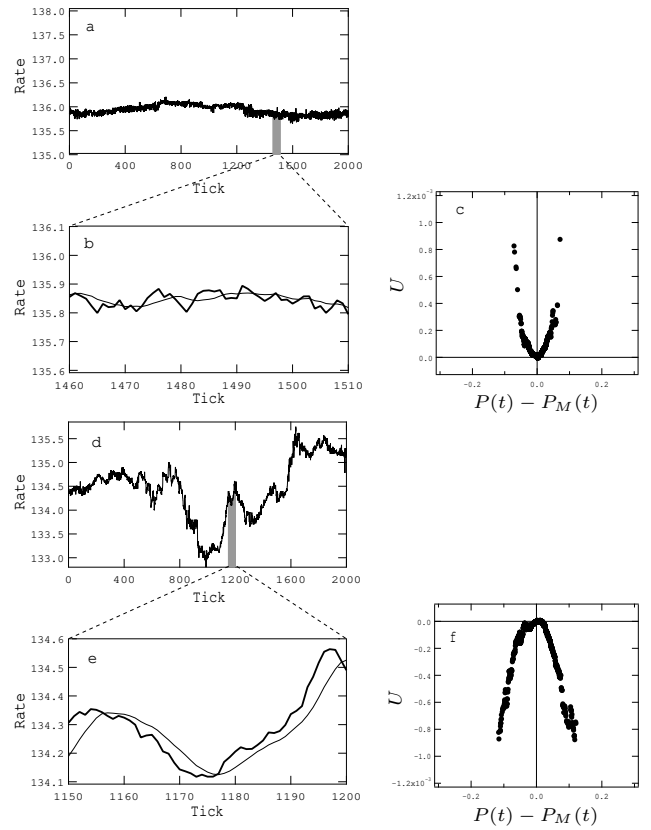 138.0
a
137.5
137.0
136.5
Rate
136.0
135.5
135.0
0 400 800 1200 1600 2000
Tick
136.1
b
136.0
135.9
Rate
135.8
135.7
135.6
1460 1470 1480 1490 1500 1510
Tick
1.2x10⁻³
c
0.8
U
0.4
0.0
-0.2 0.0 0.2
P(t) − P_M(t)
d
135.5
135.0
134.5
Rate
134.0
133.5
133.0
0 400 800 1200 1600 2000
Tick
134.6
e
134.5
134.4
Rate
134.3
134.2
134.1
1150 1160 1170 1180 1190 1200
Tick
0.0
f
-0.2
-0.4
U
-0.6
-0.8
-1.0
-1.2x10⁻³
-0.2 0.0 0.2
P(t) − P_M(t)